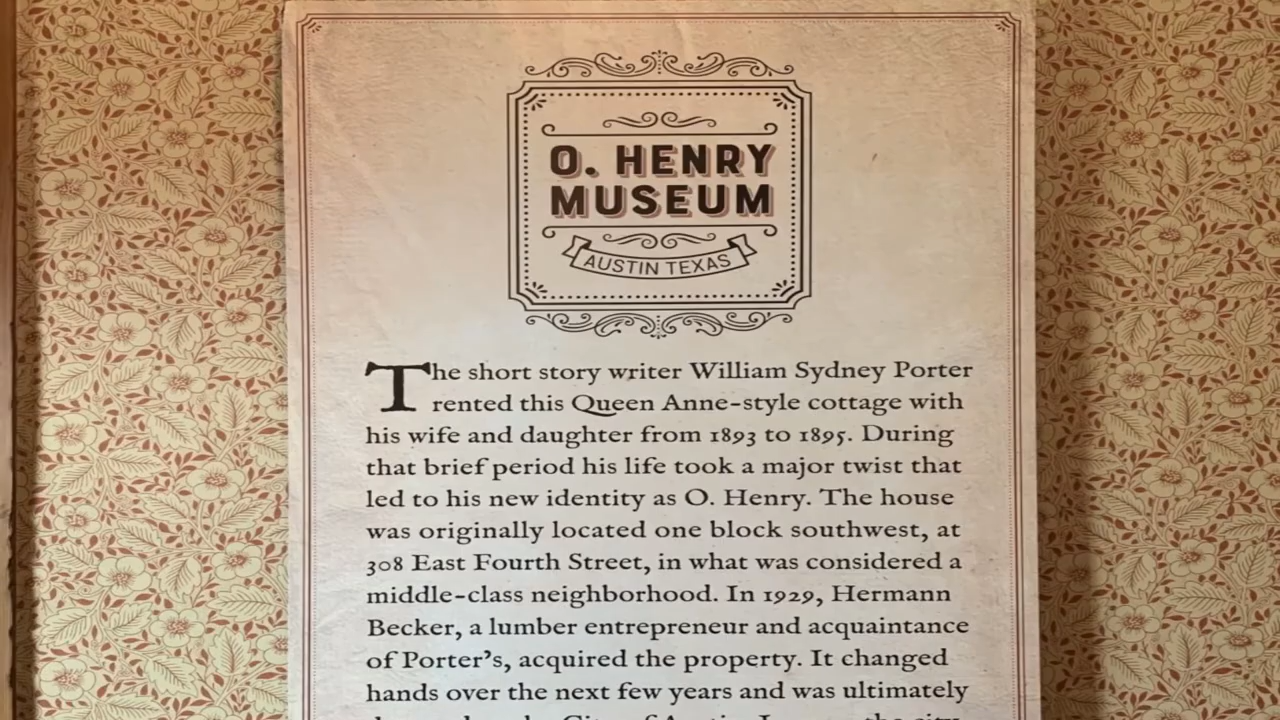 O. HENRY
MUSEUM
AUSTIN TEXAS
The short story writer William Sydney Porter
rented this Queen Anne-style cottage with
his wife and daughter from 1893 to 1895. During
that brief period his life took a major twist that
led to his new identity as O. Henry. The house
was originally located one block southwest, at
308 East Fourth Street, in what was considered a
middle-class neighborhood. In 1929, Hermann
Becker, a lumber entrepreneur and acquaintance
of Porter's, acquired the property. It changed
hands over the next few years and was ultimately